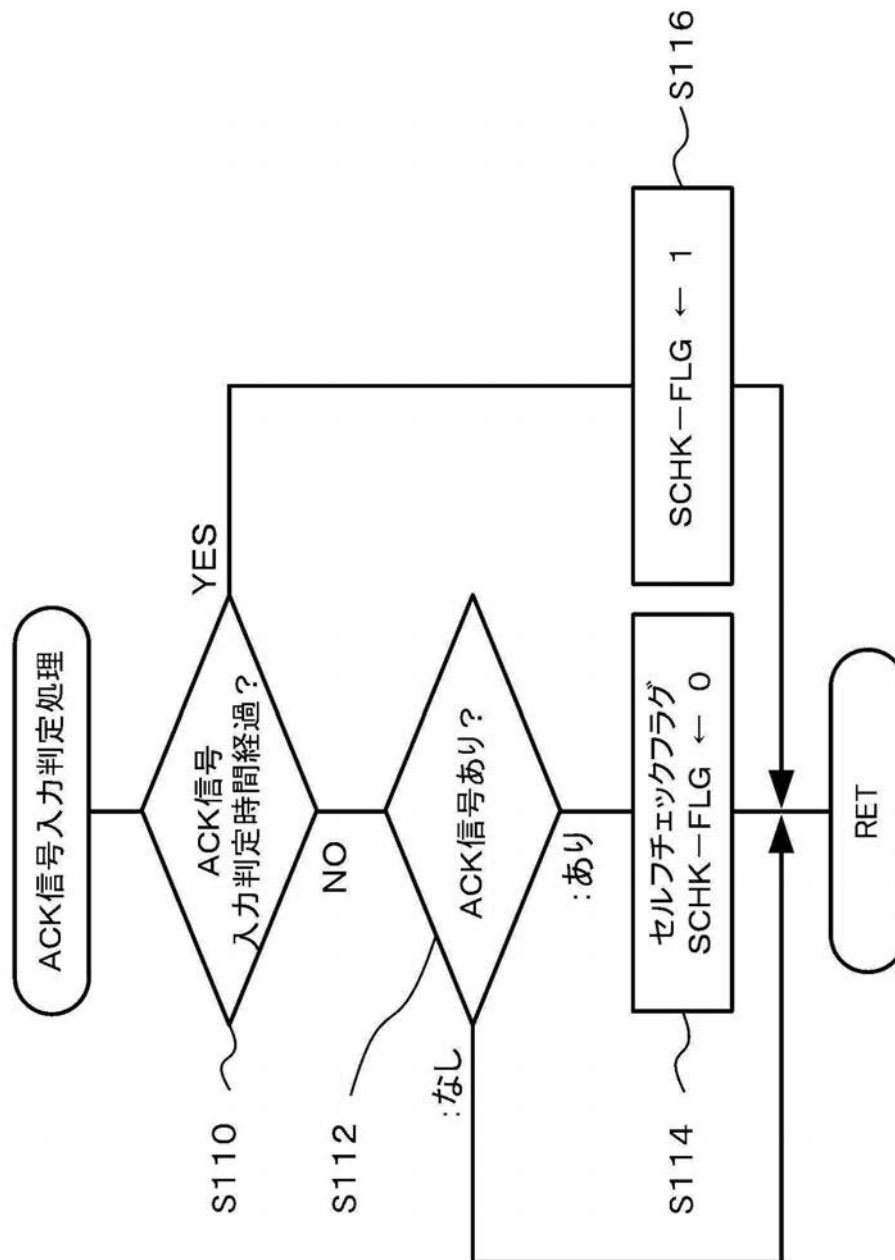 ACK信号入力判定処理
S110
ACK信号
入力判定時間経過？
YES
NO
S112
ACK信号あり？
:なし
:あり
S114
セルフチェックフラグ
SCHK－FLG ← 0
SCHK－FLG ← 1
S116
RET